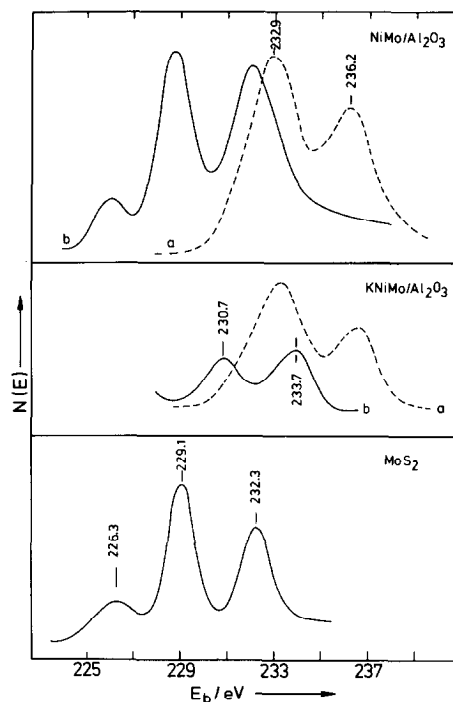 NiMo/Al₂O₃
232.9
236.2
b
a
KNiMo/Al₂O₃
230.7
233.7
b
a
MoS₂
226.3
229.1
232.3
N(E)
225 229 233 237
E_b / eV